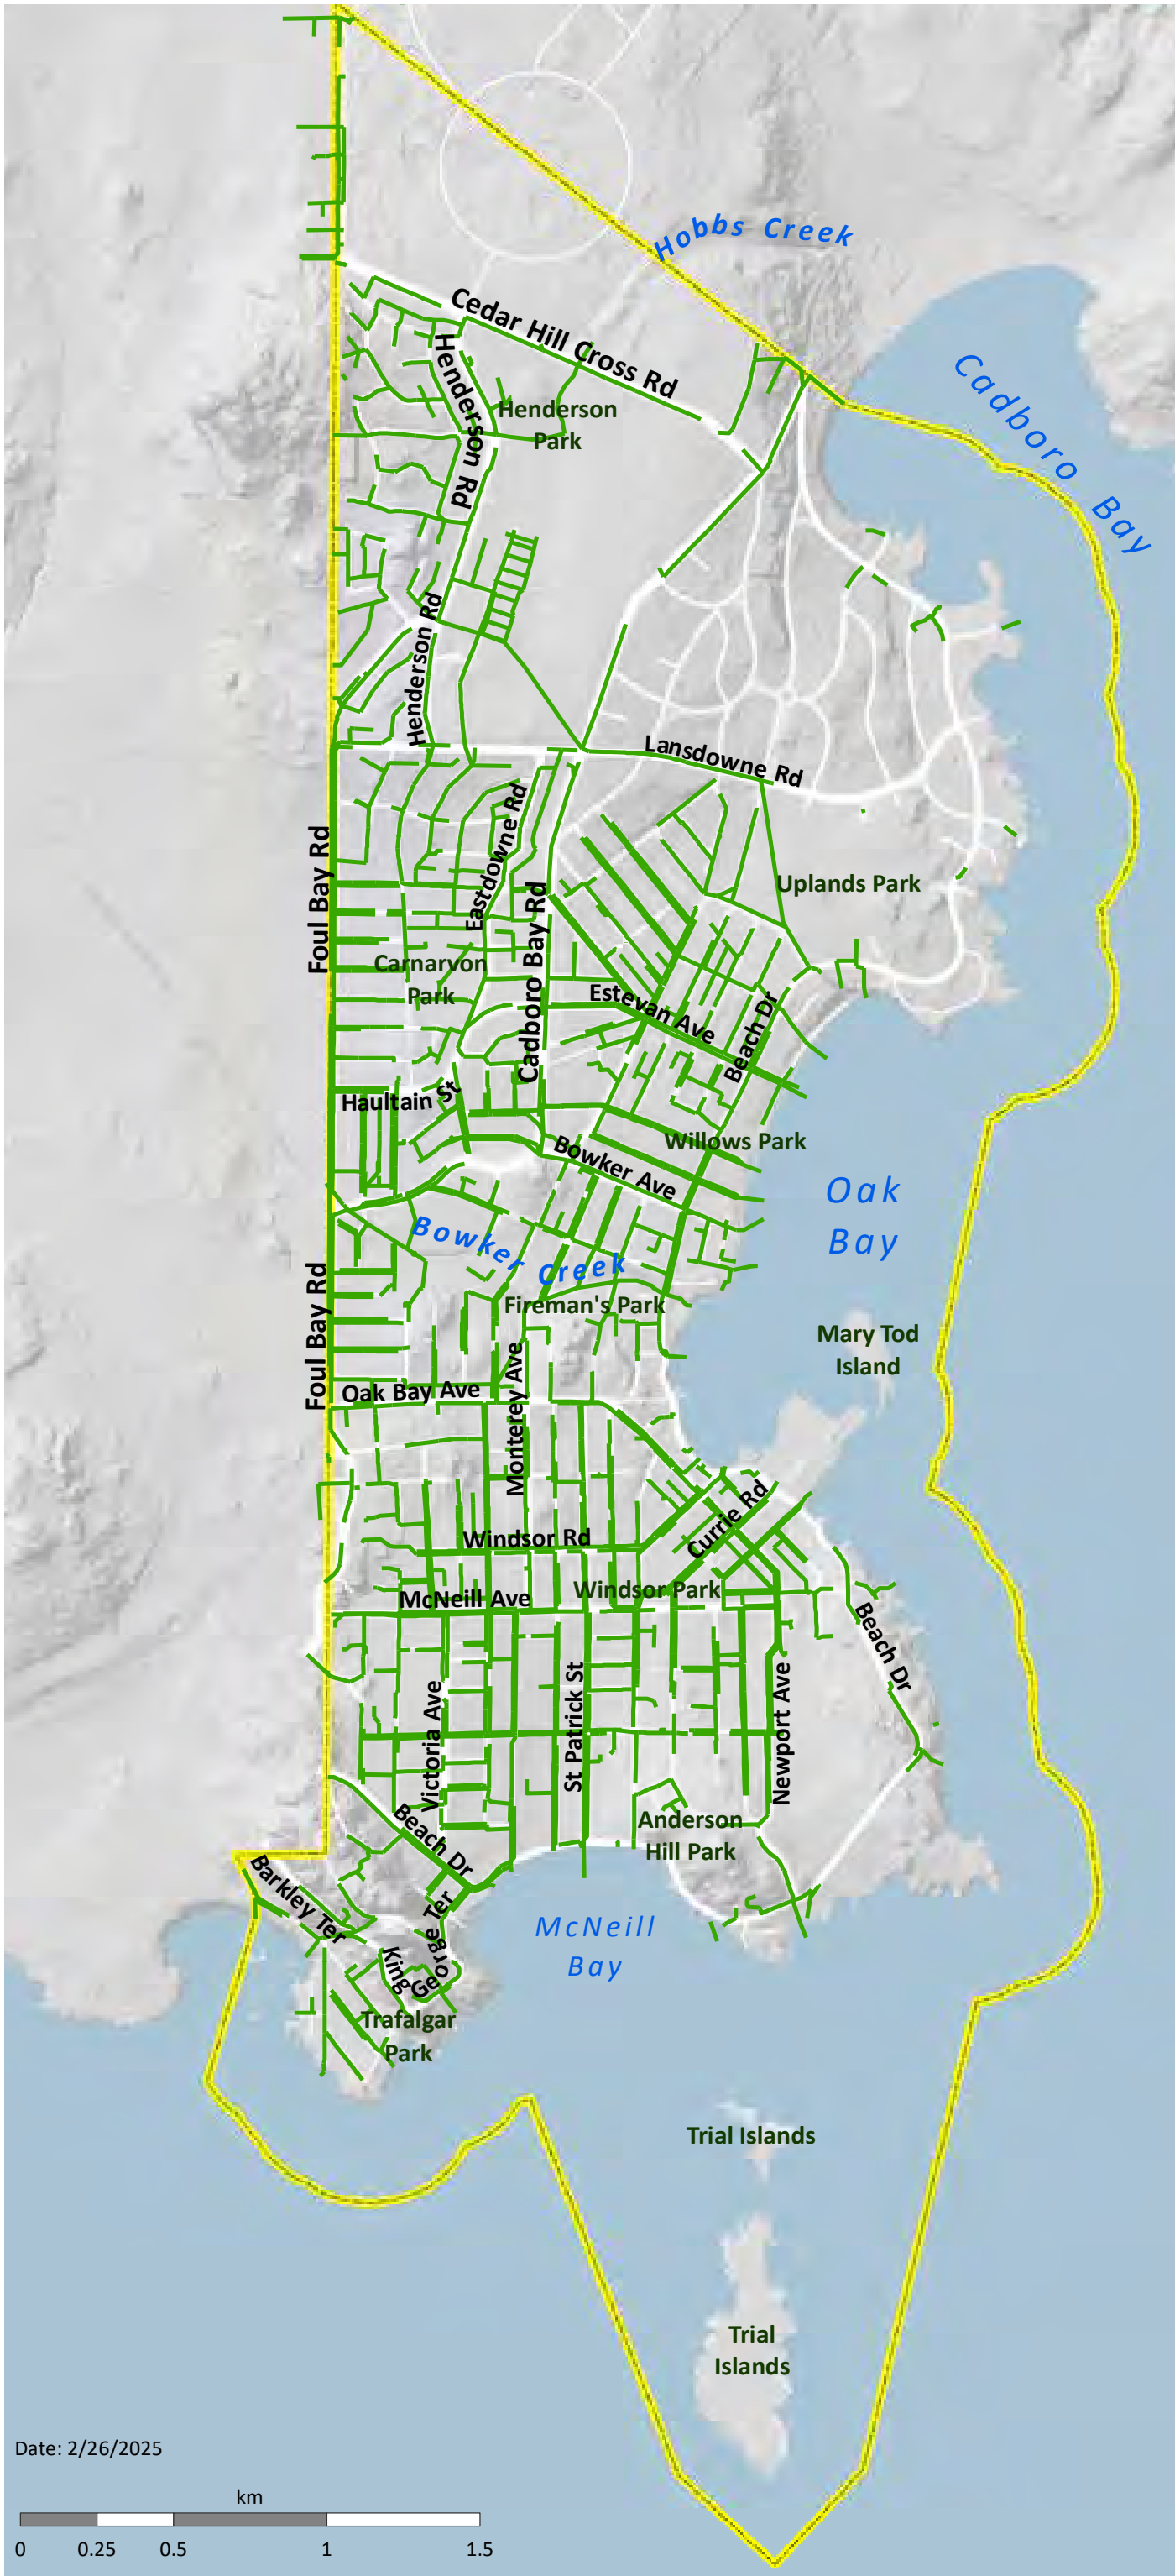 Hobbs Creek
Cedar Hill Cross Rd
Cadboro Bay
Henderson Rd
Henderson
Park
Henderson Rd
Lansdowne Rd
Eastdowne Rd
Foul Bay Rd
Uplands Park
Cadboro Bay Rd
Carnarvon
Park
Estevan Ave
Beach Dr
Haultain St
Willows Park
Bowker Ave
Oak
Bay
Bowker Creek
Foul Bay Rd
Fireman's Park
Mary Tod
Island
Oak Bay Ave
Monterey Ave
Currie Rd
Windsor Rd
Windsor Park
McNeill Ave
Beach Dr
Victoria Ave
St Patrick St
Newport Ave
Beach Dr
Anderson
Hill Park
Barkley Ter
King George Ter
McNeill
Bay
Trafalgar
Park
Trial Islands
Trial
Islands
Date: 2/26/2025
km
0 0.25 0.5 1 1.5